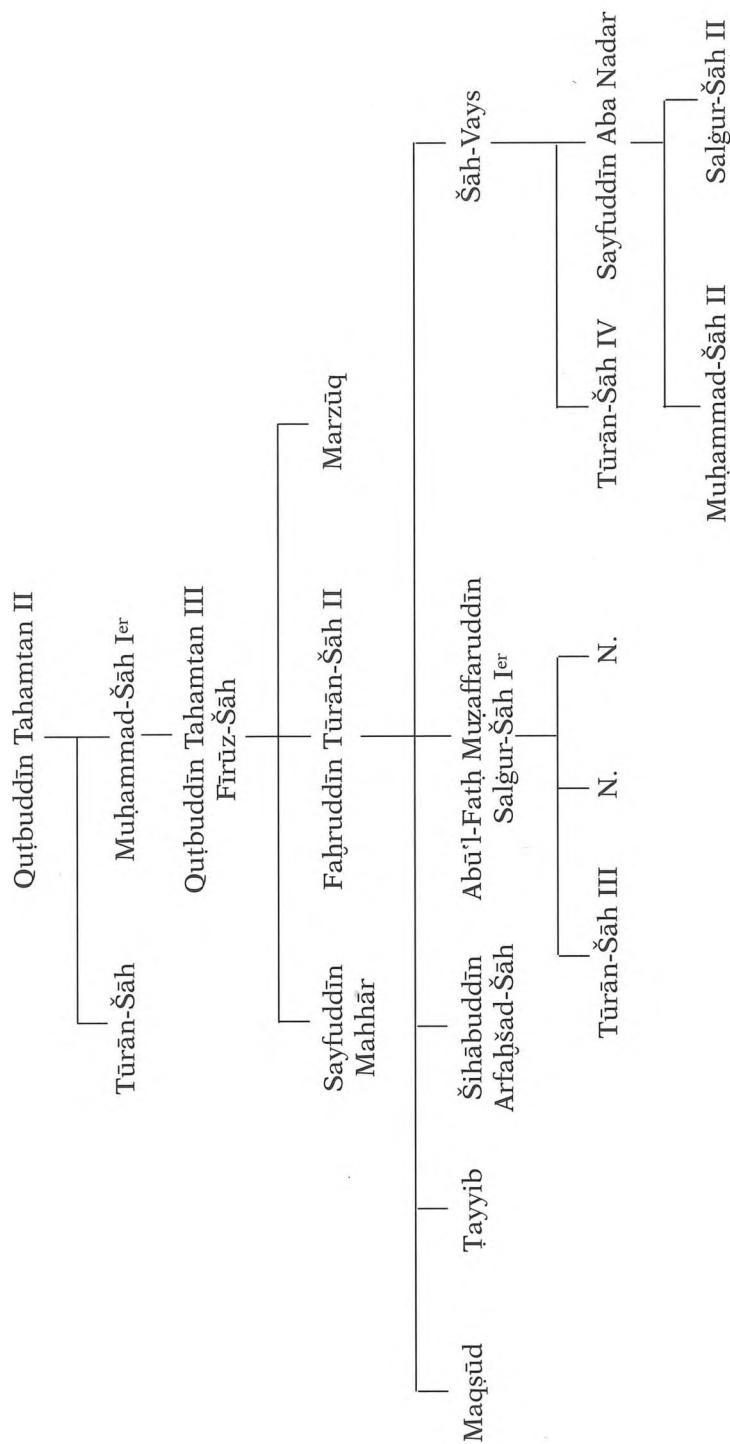 Quṭbuddīn Tahamtan II
Tūrān-Šāh
Muḥammad-Šāh Ier
Quṭbuddīn Tahamtan III
Fīrūz-Šāh
Sayfuddīn
Mahhār
Faḫruddīn Tūrān-Šāh II
Marzūq
Maqṣūd
Ṭayyib
Šihābuddīn
Arfaḫšad-Šāh
Abū'l-Fatḥ Muẓaffaruddīn
Salġur-Šāh Ier
Šāh-Vays
Tūrān-Šāh III
N.
N.
Tūrān-Šāh IV
Sayfuddīn Aba Nadar
Muḥammad-Šāh II
Salġur-Šāh II